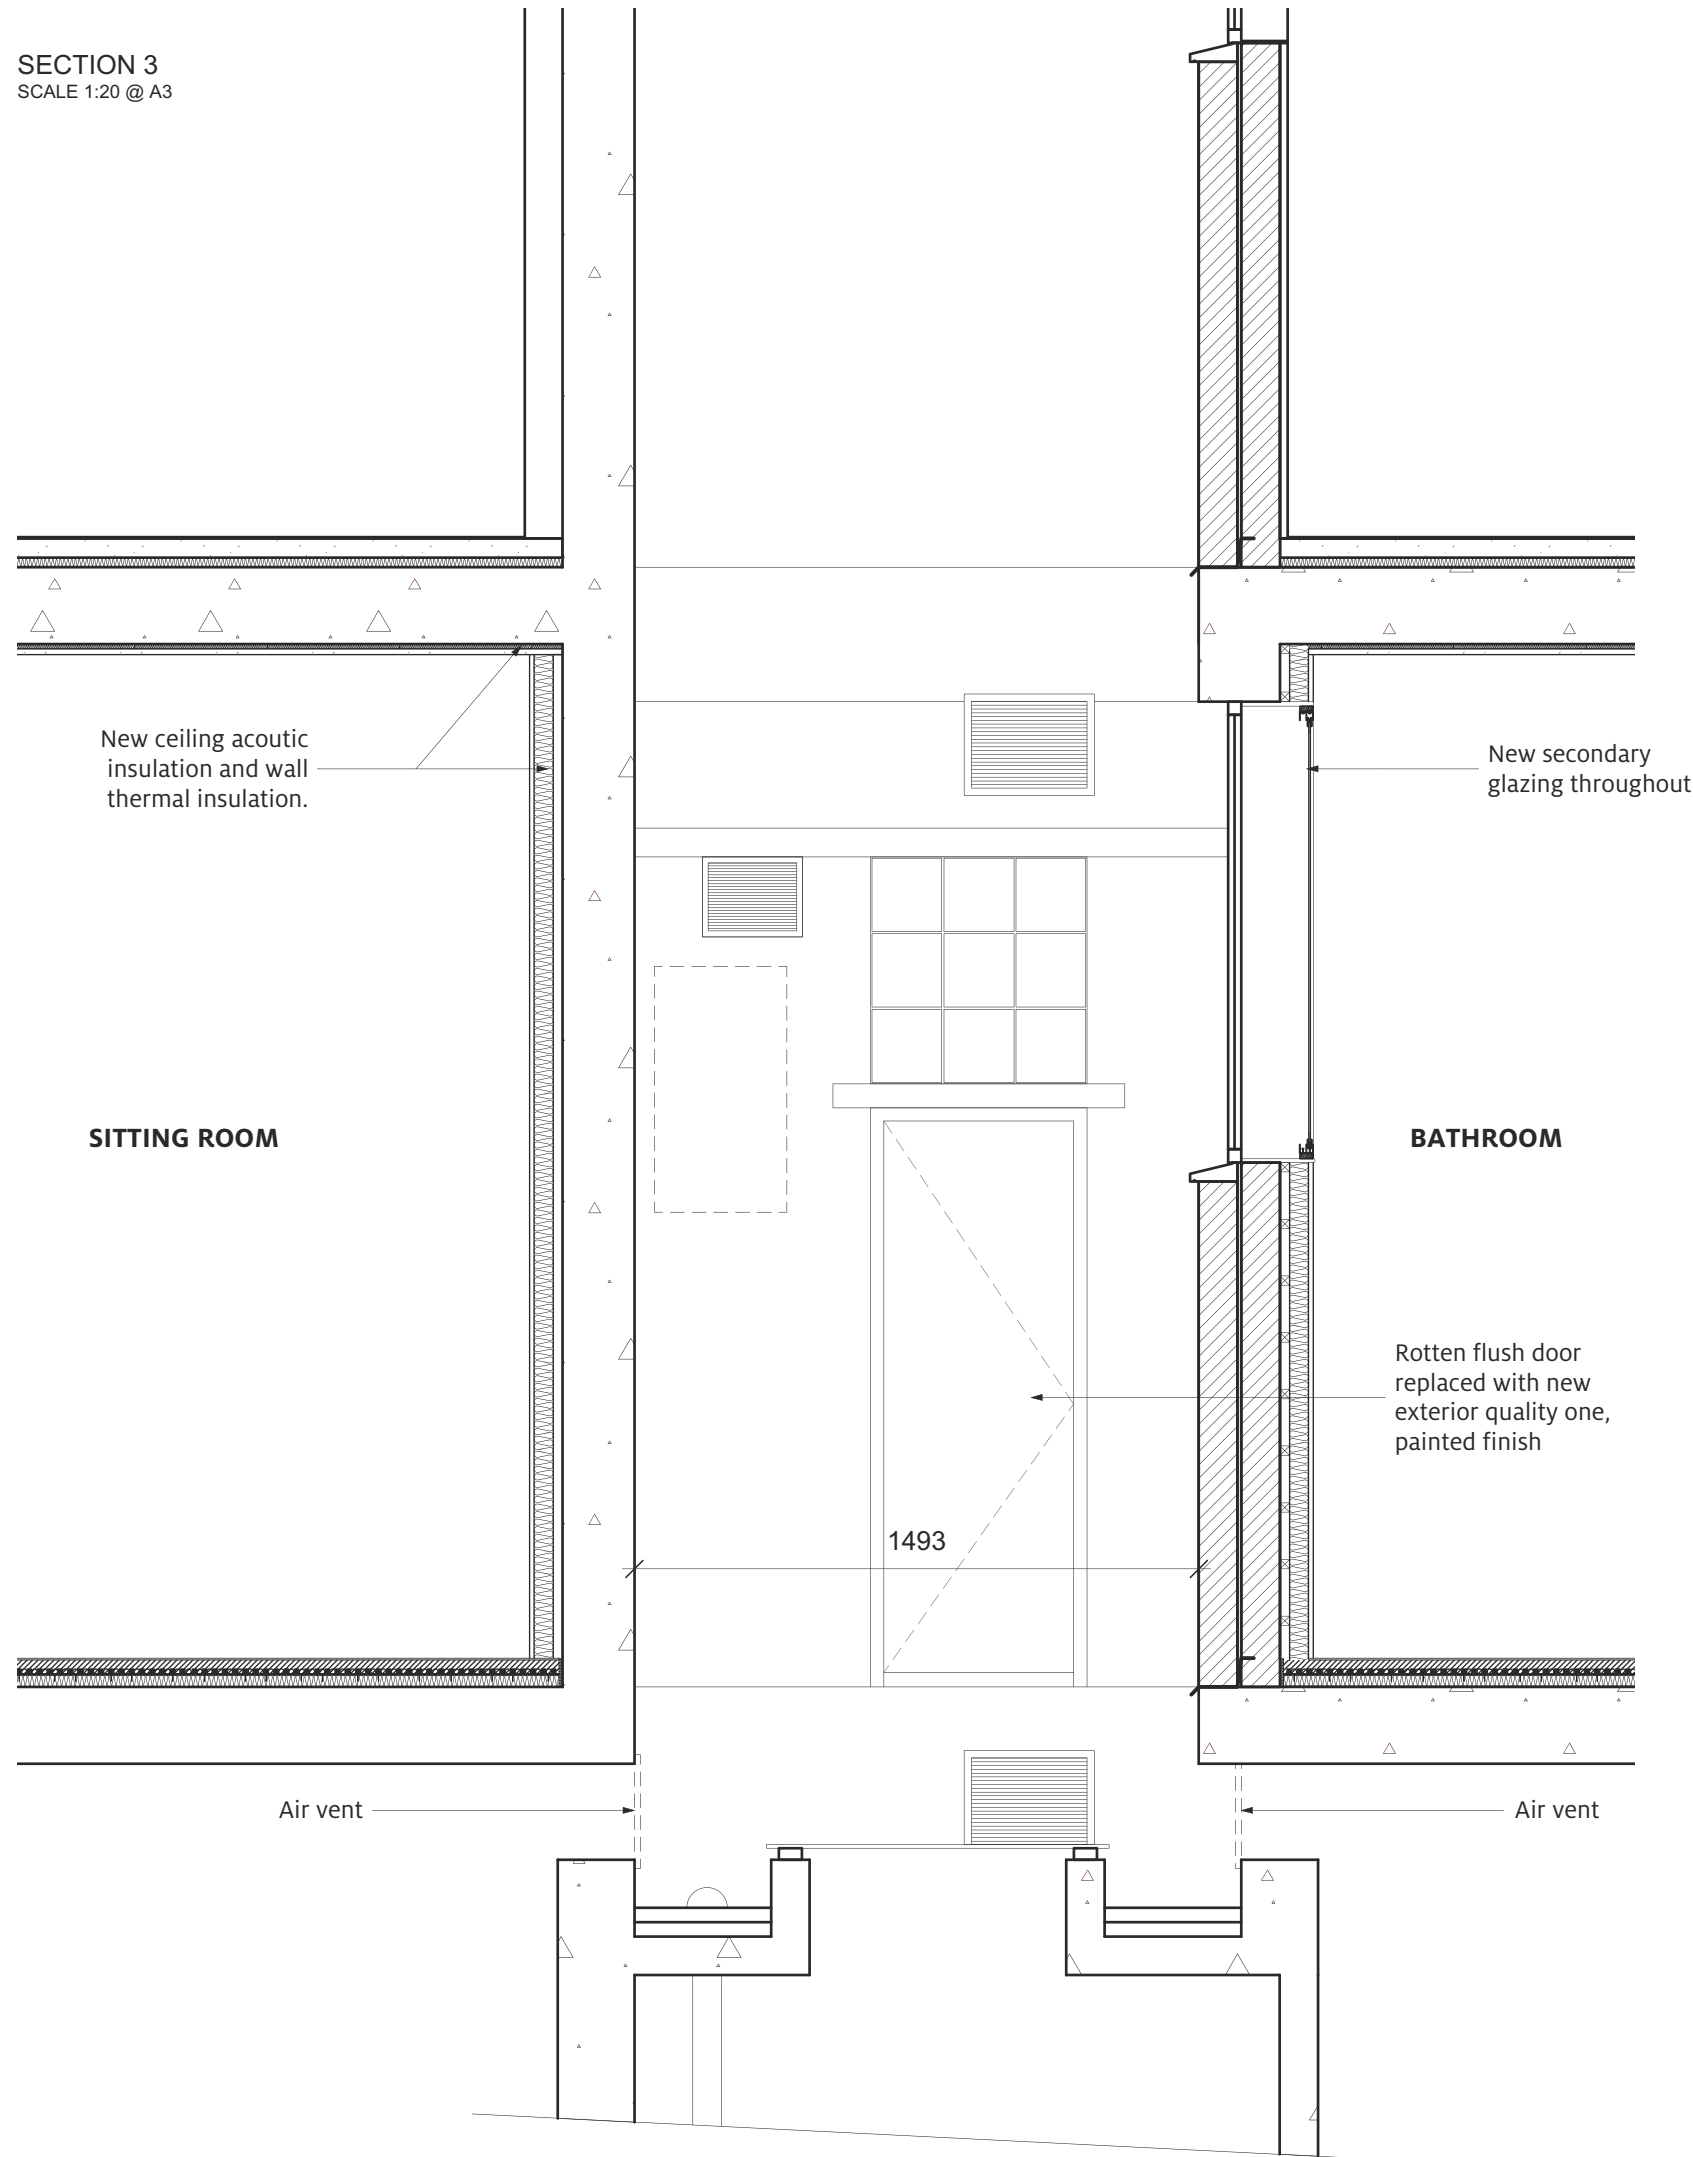 SECTION 3
SCALE 1:20 @ A3
New ceiling acoutic
insulation and wall
thermal insulation.
New secondary
glazing throughout
SITTING ROOM
BATHROOM
Rotten flush door
replaced with new
exterior quality one,
painted finish
1493
Air vent
Air vent